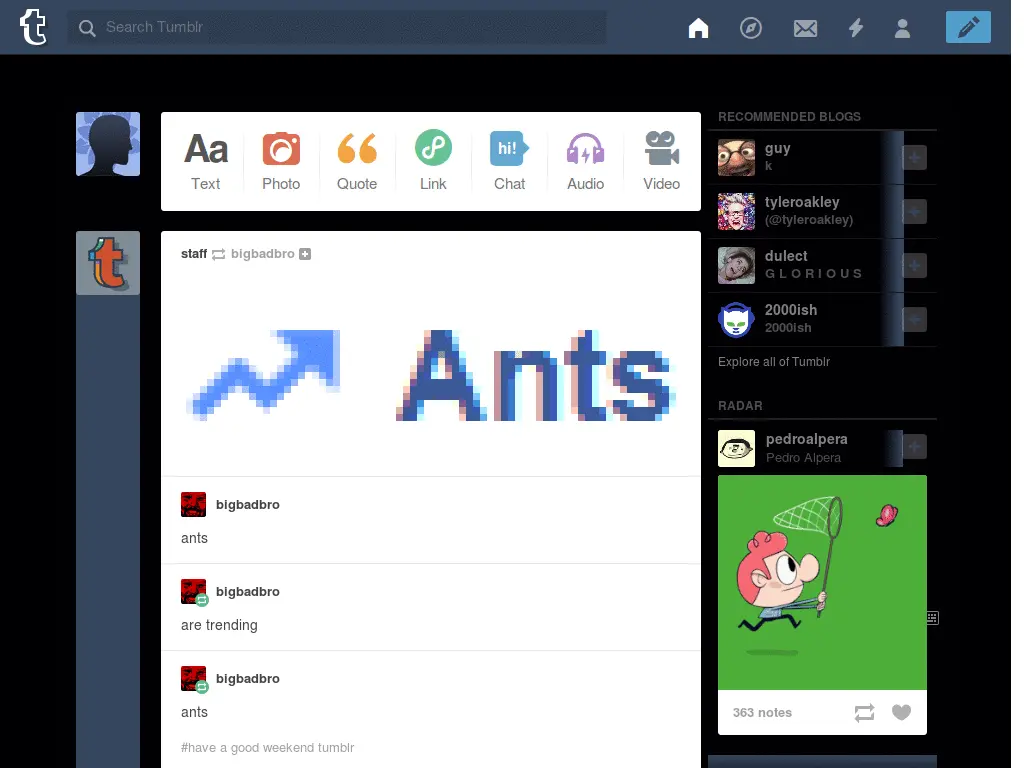 Search Tumblr
Aa
hi!
Text
Photo
Quote
Link
Chat
Audio
Video
staff bigbadbro
Ants
bigbadbro
ants
bigbadbro
are trending
bigbadbro
ants
#have a good weekend tumblr
RECOMMENDED BLOGS
guy
k
tyleroakley
(@tyleroakley)
dulect
G L O R I O U S
2000ish
2000ish
Explore all of Tumblr
RADAR
pedroalpera
Pedro Alpera
363 notes